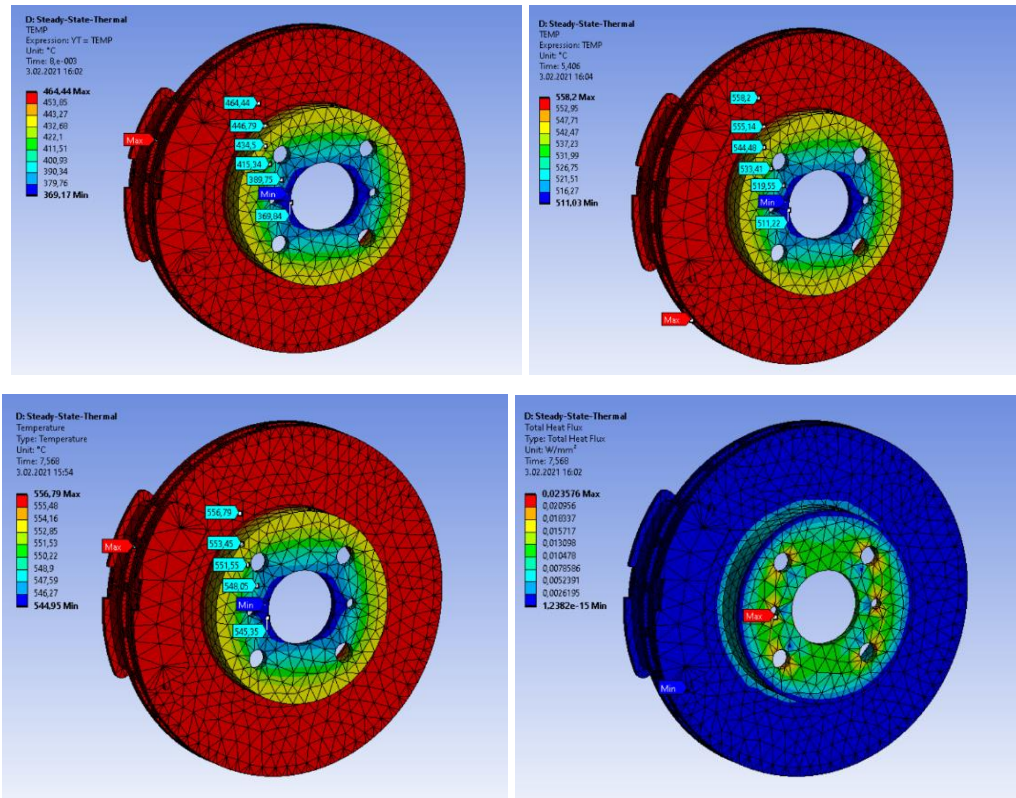 D: Steady-State-Thermal
TEMP
Expression: YT = TEMP
Unit: °C
Time: 8,e-003
3.02.2021 16:02
464,44 Max
453,85
443,27
432,68
422,1
411,51
400,93
390,34
379,76
369,17 Min
464,44
446,79
434,5
415,34
389,75
369,84
Max
Min
D: Steady-State-Thermal
TEMP
Expression: TEMP
Unit: °C
Time: 5,406
3.02.2021 16:04
558,2 Max
552,95
547,71
542,47
537,23
531,99
526,75
521,51
516,27
511,03 Min
558,2
555,14
544,48
533,41
519,55
511,22
Min
Max
D: Steady-State-Thermal
Temperature
Type: Temperature
Unit: °C
Time: 7,568
3.02.2021 15:54
556,79 Max
555,48
554,16
552,85
551,53
550,22
548,9
547,59
546,27
544,95 Min
556,79
553,45
551,55
548,05
545,35
Max
Min
D: Steady-State-Thermal
Total Heat Flux
Type: Total Heat Flux
Unit: W/mm²
Time: 7,568
3.02.2021 16:02
0,023576 Max
0,020956
0,018337
0,015717
0,013098
0,010478
0,0078586
0,0052391
0,0026195
1,2382e-15 Min
Max
Min